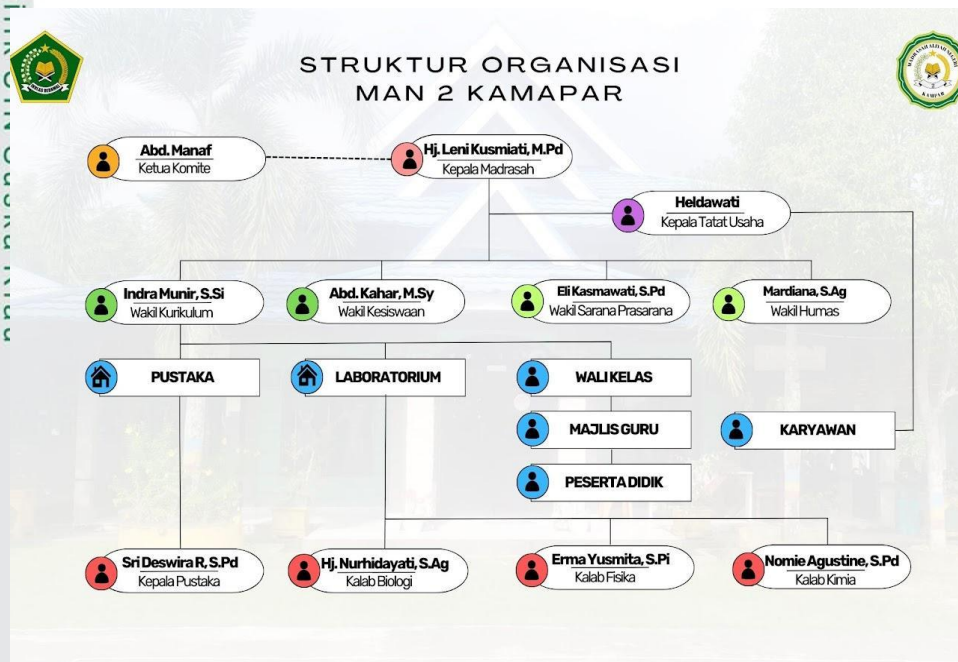 STRUKTUR ORGANISASI
MAN 2 KAMAPAR
Abd. Manaf
Ketua Komite
Hj. Leni Kusmiati, M.Pd
Kepala Madrasah
Heldawati
Kepala Tatat Usaha
Indra Munir, S.Si
Wakil Kurikulum
Abd. Kahar, M.Sy
Wakil Kesiswaan
Eli Kasmawati, S.Pd
Wakil Sarana Prasarana
Mardiana, S.Ag
Wakil Humas
PUSTAKA
LABORATORIUM
WALI KELAS
MAJLIS GURU
KARYAWAN
PESERTA DIDIK
Sri Deswira R, S.Pd
Kepala Pustaka
Hj. Nurhidayati, S.Ag
Kalab Biologi
Erma Yusmita, S.Pi
Kalab Fisika
Nomie Agustine, S.Pd
Kalab Kimia